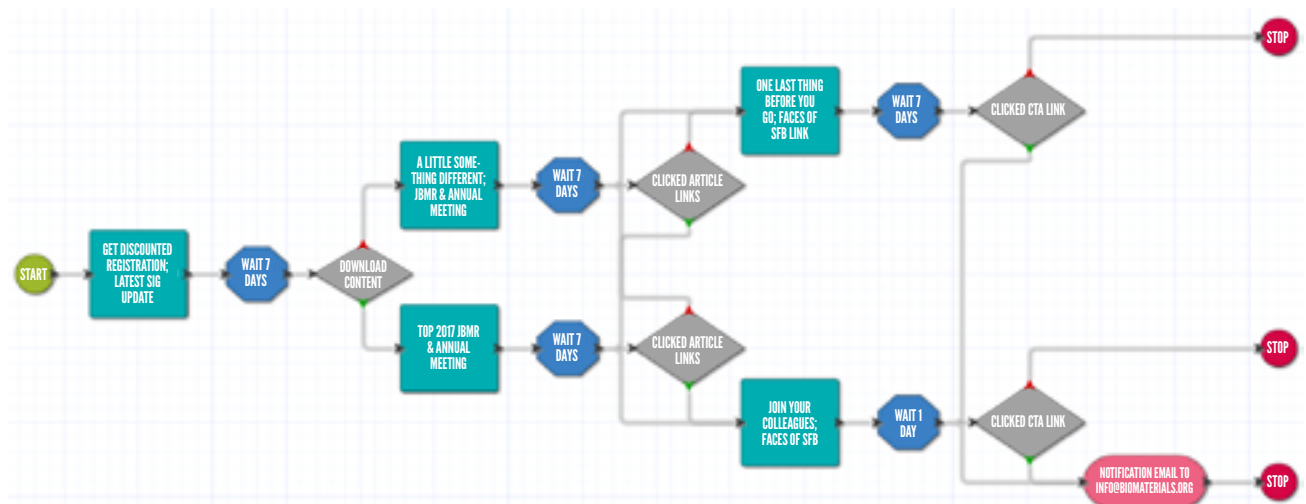 START
GET DISCOUNTED
REGISTRATION;
LATEST SIG
UPDATE
WAIT 7
DAYS
DOWNLOAD
CONTENT
A LITTLE SOME-
THING DIFFERENT;
JBMR & ANNUAL
MEETING
WAIT 7
DAYS
CLICKED ARTICLE
LINKS
ONE LAST THING
BEFORE YOU
GO; FACES OF
SFB LINK
WAIT 7
DAYS
CLICKED CTA LINK
STOP
TOP 2017 JBMR
& ANNUAL
MEETING
WAIT 7
DAYS
CLICKED ARTICLE
LINKS
JOIN YOUR
COLLEAGUES;
FACES OF SFB
WAIT 1
DAY
CLICKED CTA LINK
STOP
NOTIFICATION EMAIL TO
INFO@BIOMATERIALS.ORG
STOP